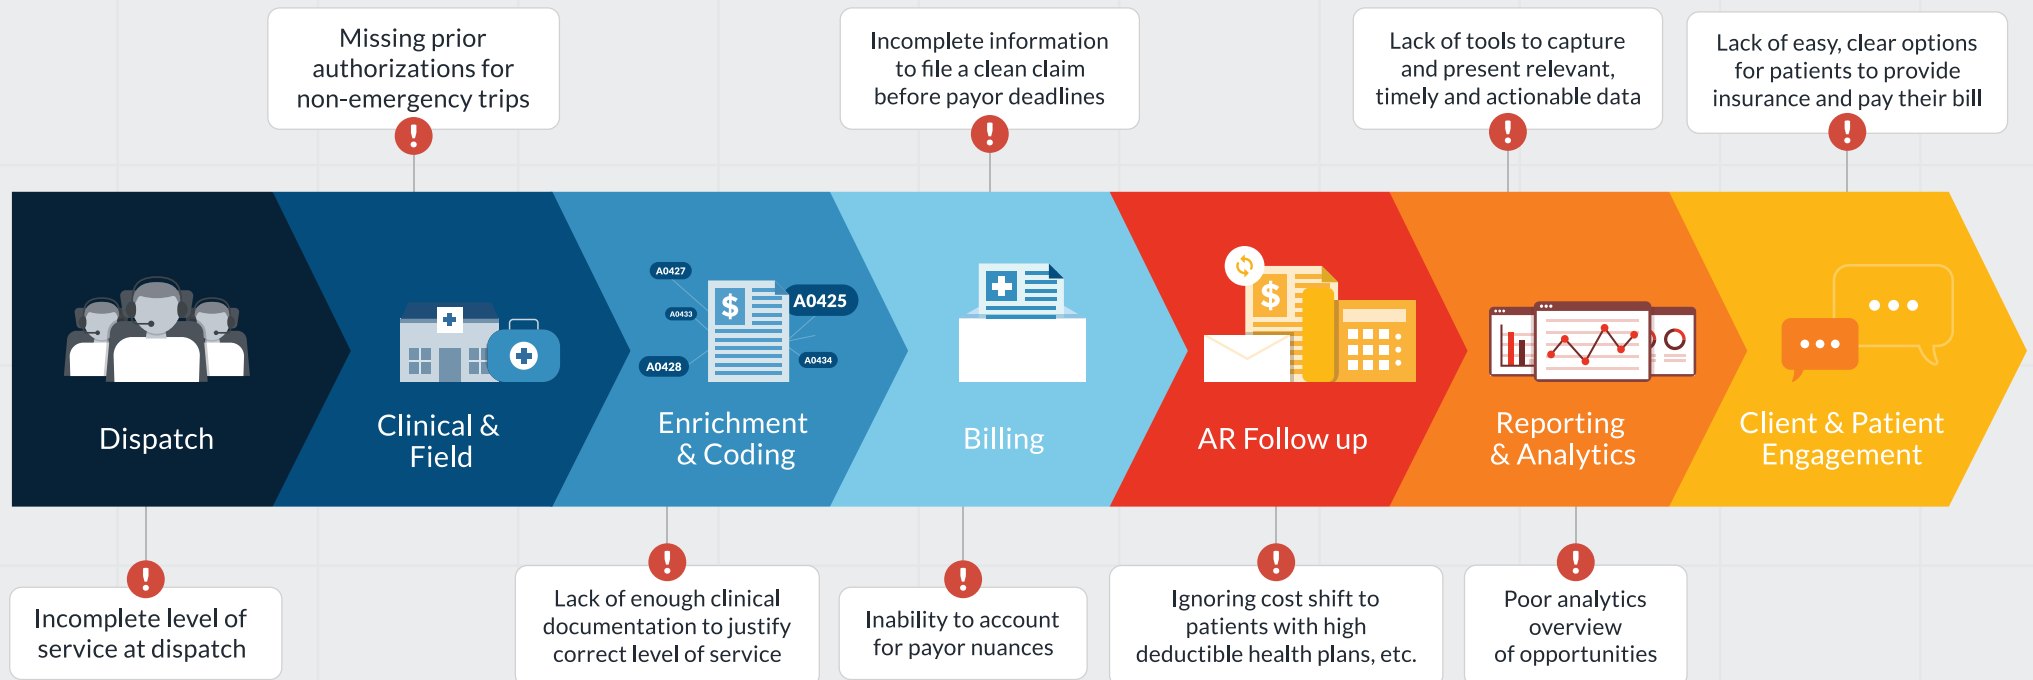 Missing prior
authorizations for
non-emergency trips
Incomplete information
to file a clean claim
before payor deadlines
Lack of tools to capture
and present relevant,
timely and actionable data
Lack of easy, clear options
for patients to provide
insurance and pay their bill
!
!
!
!
Dispatch
Clinical &
Field
A0427
A0433
A0428
$
A0425
A0434
Enrichment
& Coding
Billing
$
AR Follow up
Reporting
& Analytics
Client & Patient
Engagement
!
Incomplete level of
service at dispatch
!
Lack of enough clinical
documentation to justify
correct level of service
!
Inability to account
for payor nuances
!
Ignoring cost shift to
patients with high
deductible health plans, etc.
!
Poor analytics
overview
of opportunities